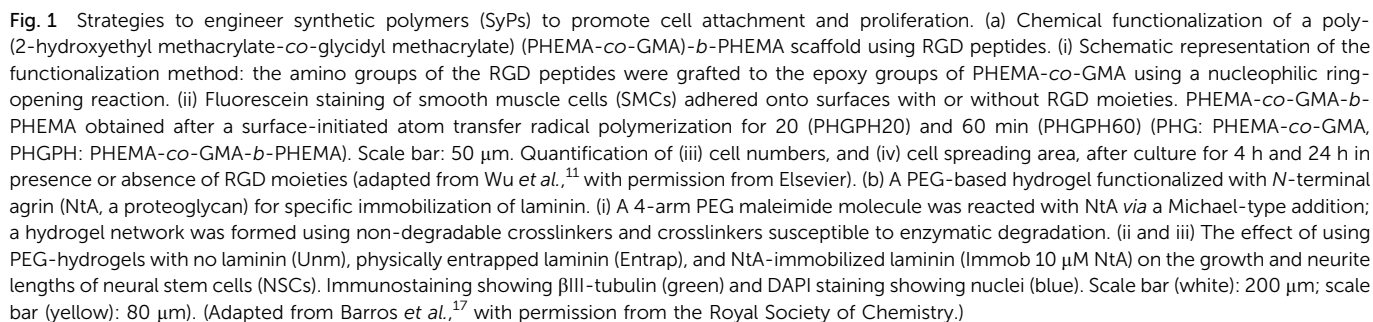 Fig. 1 Strategies to engineer synthetic polymers (SyPs) to promote cell attachment and proliferation. (a) Chemical functionalization of a poly-
(2-hydroxyethyl methacrylate-co-glycidyl methacrylate) (PHEMA-co-GMA)-b-PHEMA scaffold using RGD peptides. (i) Schematic representation of the
functionalization method: the amino groups of the RGD peptides were grafted to the epoxy groups of PHEMA-co-GMA using a nucleophilic ring-
opening reaction. (ii) Fluorescein staining of smooth muscle cells (SMCs) adhered onto surfaces with or without RGD moieties. PHEMA-co-GMA-b-
PHEMA obtained after a surface-initiated atom transfer radical polymerization for 20 (PHGPH20) and 60 min (PHGPH60) (PHG: PHEMA-co-GMA,
PHGPH: PHEMA-co-GMA-b-PHEMA). Scale bar: 50 μm. Quantification of (iii) cell numbers, and (iv) cell spreading area, after culture for 4 h and 24 h in
presence or absence of RGD moieties (adapted from Wu et al.,11 with permission from Elsevier). (b) A PEG-based hydrogel functionalized with N-terminal
agrin (NtA, a proteoglycan) for specific immobilization of laminin. (i) A 4-arm PEG maleimide molecule was reacted with NtA via a Michael-type addition;
a hydrogel network was formed using non-degradable crosslinkers and crosslinkers susceptible to enzymatic degradation. (ii and iii) The effect of using
PEG-hydrogels with no laminin (Unm), physically entrapped laminin (Entrap), and NtA-immobilized laminin (Immob 10 μM NtA) on the growth and neurite
lengths of neural stem cells (NSCs). Immunostaining showing βIII-tubulin (green) and DAPI staining showing nuclei (blue). Scale bar (white): 200 μm; scale
bar (yellow): 80 μm). (Adapted from Barros et al.,17 with permission from the Royal Society of Chemistry.)